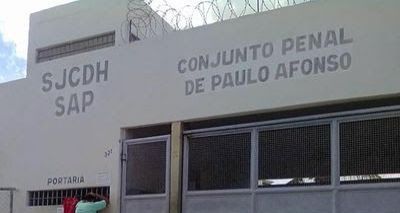 SJCDH
SAP
CONJUNTO PENAL
DE PAULO AFONSO
PORTARIA